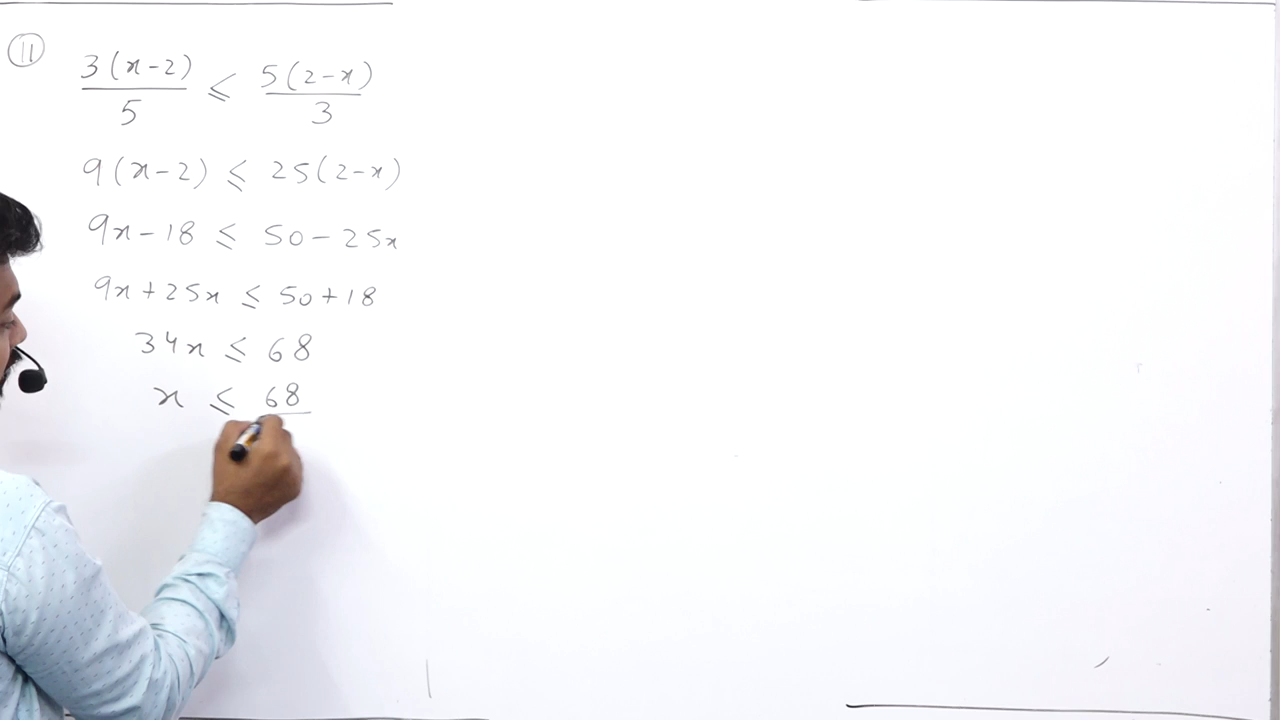 11
3(x-2)/5 ≤ 5(2-x)/3
9(x-2) ≤ 25(2-x)
9x-18 ≤ 50-25x
9x+25x ≤ 50+18
34x ≤ 68
x ≤ 68